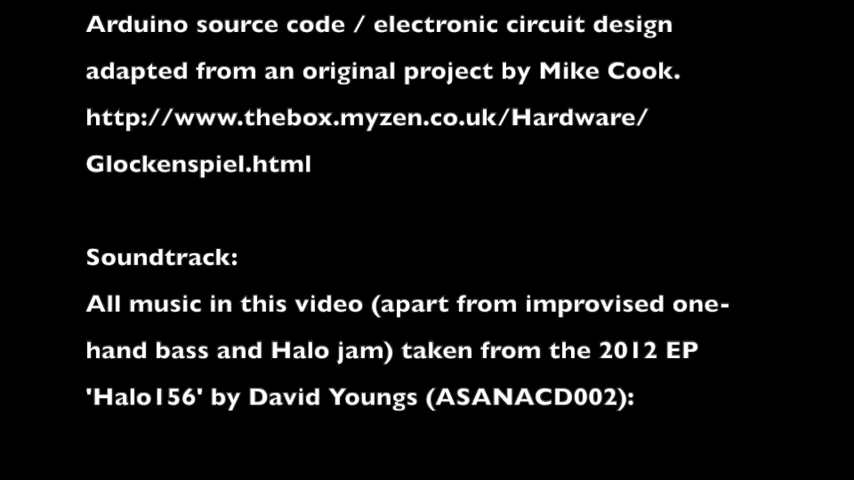 Arduino source code / electronic circuit design
adapted from an original project by Mike Cook.
http://www.thebox.myzen.co.uk/Hardware/
Glockenspiel.html
Soundtrack:
All music in this video (apart from improvised one-
hand bass and Halo jam) taken from the 2012 EP
'Halo156' by David Youngs (ASANACD002):